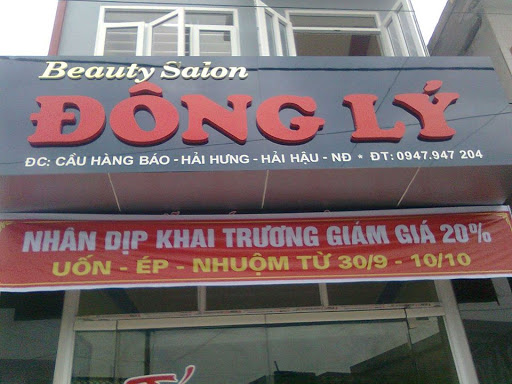 Beauty Salon
ĐÔNG LÝ
ĐC: CẦU HÀNG BÁO - HẢI HƯNG - HẢI HẬU - NĐ * ĐT: 0947.947 204
NHÂN DỊP KHAI TRƯƠNG GIẢM GIÁ 20%
UỐN - ÉP - NHUỘM TỪ 30/9 - 10/10